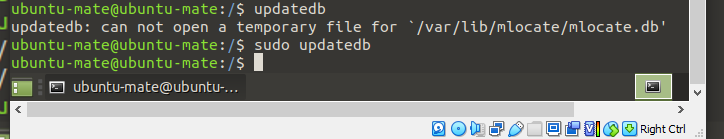 ubuntu-mate@ubuntu-mate:/$ updatedb
updatedb: can not open a temporary file for `/var/lib/mlocate/mlocate.db'
ubuntu-mate@ubuntu-mate:/$ sudo updatedb
ubuntu-mate@ubuntu-mate:/$
ubuntu-mate@ubuntu-...
Right Ctrl